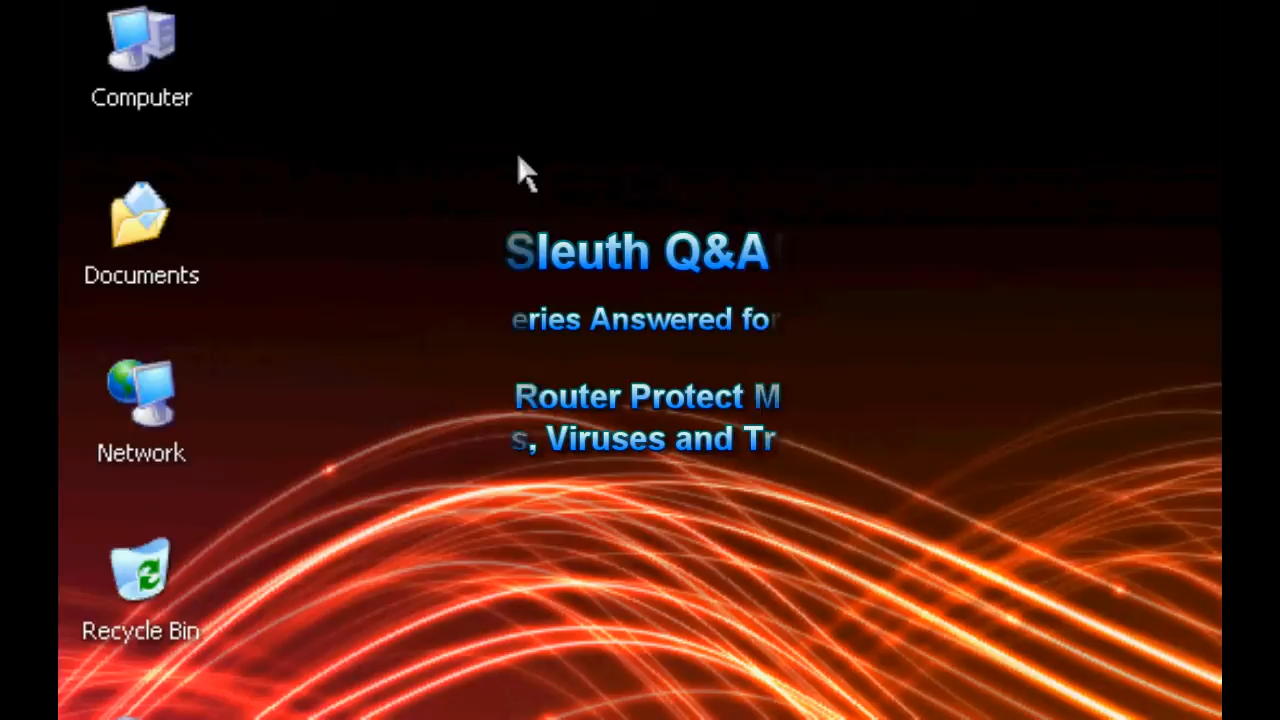 Computer
Documents
Network
Recycle Bin
Sleuth Q&A
eries Answered for
Router Protect M
s, Viruses and Tr